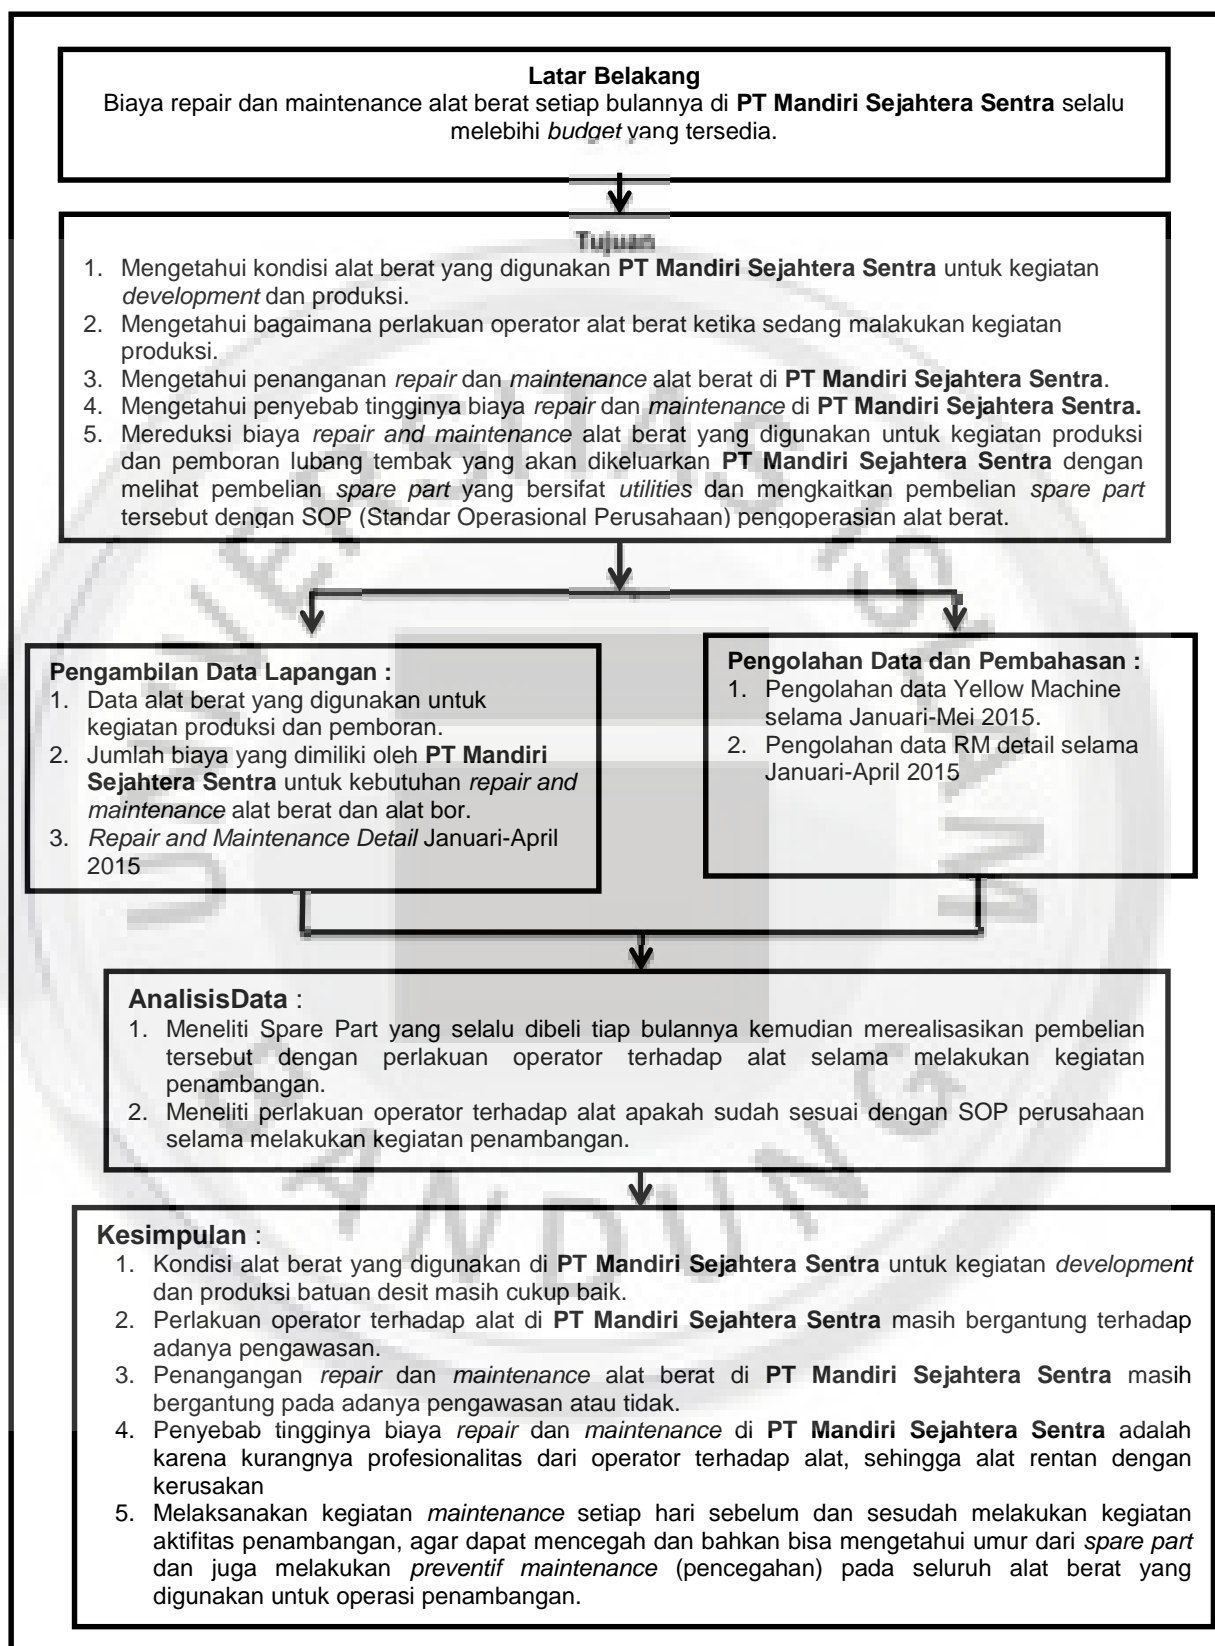 Latar Belakang
Biaya repair dan maintenance alat berat setiap bulannya di PT Mandiri Sejahtera Sentra selalu
melebihi budget yang tersedia.
Tujuan
1. Mengetahui kondisi alat berat yang digunakan PT Mandiri Sejahtera Sentra untuk kegiatan
development dan produksi.
2. Mengetahui bagaimana perlakuan operator alat berat ketika sedang malakukan kegiatan
produksi.
3. Mengetahui penanganan repair dan maintenance alat berat di PT Mandiri Sejahtera Sentra.
4. Mengetahui penyebab tingginya biaya repair dan maintenance di PT Mandiri Sejahtera Sentra.
5. Mereduksi biaya repair and maintenance alat berat yang digunakan untuk kegiatan produksi
dan pemboran lubang tembak yang akan dikeluarkan PT Mandiri Sejahtera Sentra dengan
melihat pembelian spare part yang bersifat utilities dan mengkaitkan pembelian spare part
tersebut dengan SOP (Standar Operasional Perusahaan) pengoperasian alat berat.
Pengambilan Data Lapangan :
1. Data alat berat yang digunakan untuk
kegiatan produksi dan pemboran.
2. Jumlah biaya yang dimiliki oleh PT Mandiri
Sejahtera Sentra untuk kebutuhan repair and
maintenance alat berat dan alat bor.
3. Repair and Maintenance Detail Januari-April
2015
Pengolahan Data dan Pembahasan :
1. Pengolahan data Yellow Machine
selama Januari-Mei 2015.
2. Pengolahan data RM detail selama
Januari-April 2015
AnalisisData :
1. Meneliti Spare Part yang selalu dibeli tiap bulannya kemudian merealisasikan pembelian
tersebut dengan perlakuan operator terhadap alat selama melakukan kegiatan
penambangan.
2. Meneliti perlakuan operator terhadap alat apakah sudah sesuai dengan SOP perusahaan
selama melakukan kegiatan penambangan.
Kesimpulan :
1. Kondisi alat berat yang digunakan di PT Mandiri Sejahtera Sentra untuk kegiatan development
dan produksi batuan desit masih cukup baik.
2. Perlakuan operator terhadap alat di PT Mandiri Sejahtera Sentra masih bergantung terhadap
adanya pengawasan.
3. Penangangan repair dan maintenance alat berat di PT Mandiri Sejahtera Sentra masih
bergantung pada adanya pengawasan atau tidak.
4. Penyebab tingginya biaya repair dan maintenance di PT Mandiri Sejahtera Sentra adalah
karena kurangnya profesionalitas dari operator terhadap alat, sehingga alat rentan dengan
kerusakan
5. Melaksanakan kegiatan maintenance setiap hari sebelum dan sesudah melakukan kegiatan
aktifitas penambangan, agar dapat mencegah dan bahkan bisa mengetahui umur dari spare part
dan juga melakukan preventif maintenance (pencegahan) pada seluruh alat berat yang
digunakan untuk operasi penambangan.
UNIVERSITAS ISLAM
BANDUNG